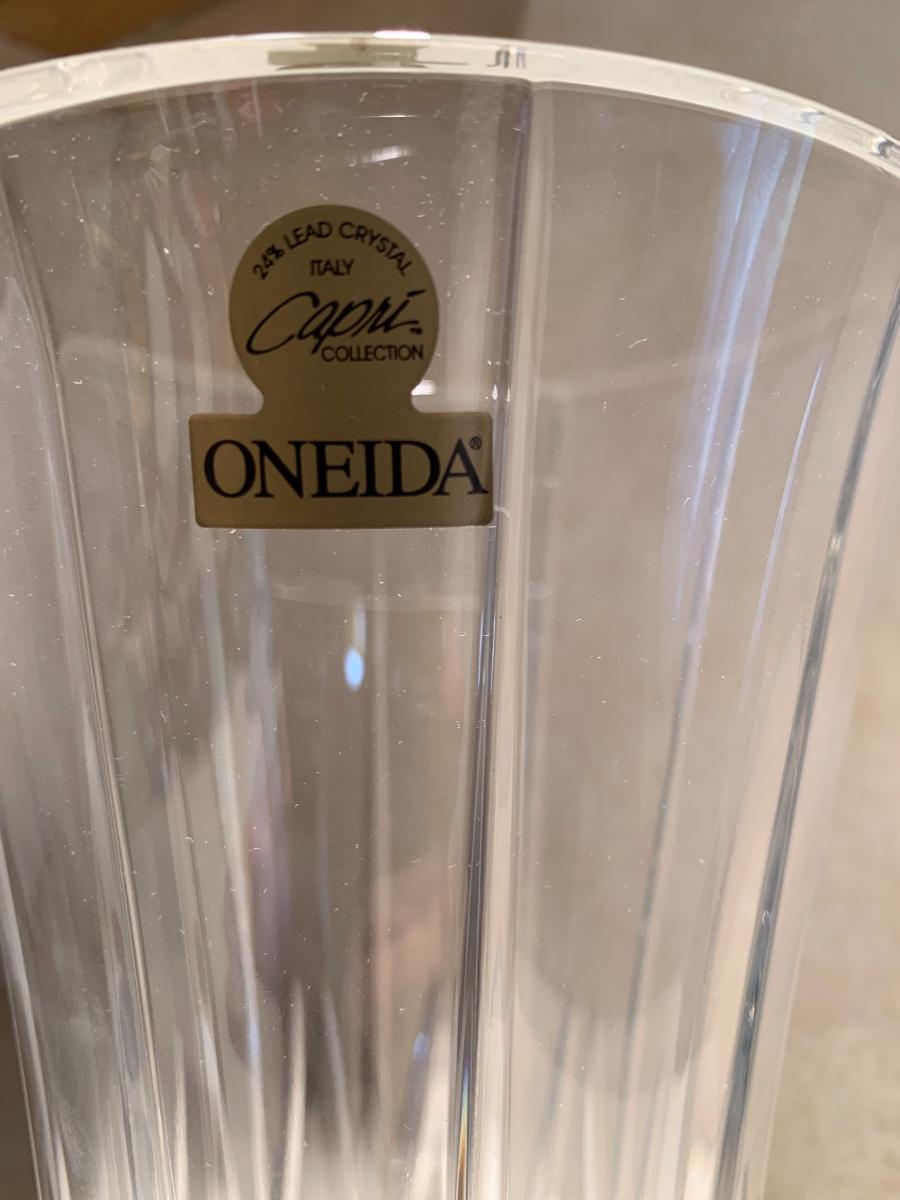 24% LEAD CRYSTAL
ITALY
Capri™
COLLECTION
ONEIDA®